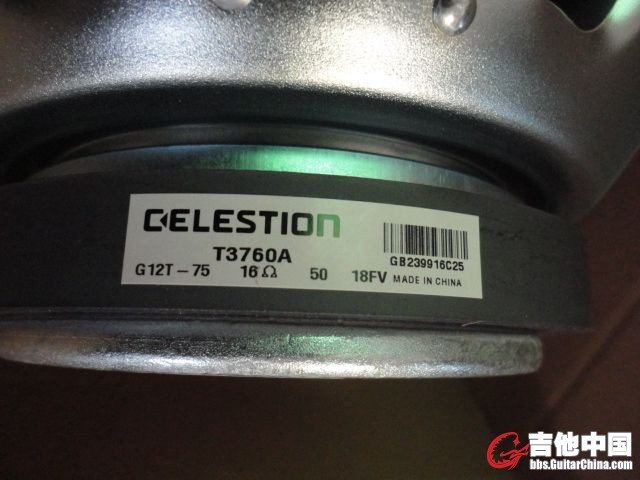 CELESTION
T3760A
GB239916C25
G12T-75 16Ω 50 18FV MADE IN CHINA
吉他中国
bbs.GuitarChina.com